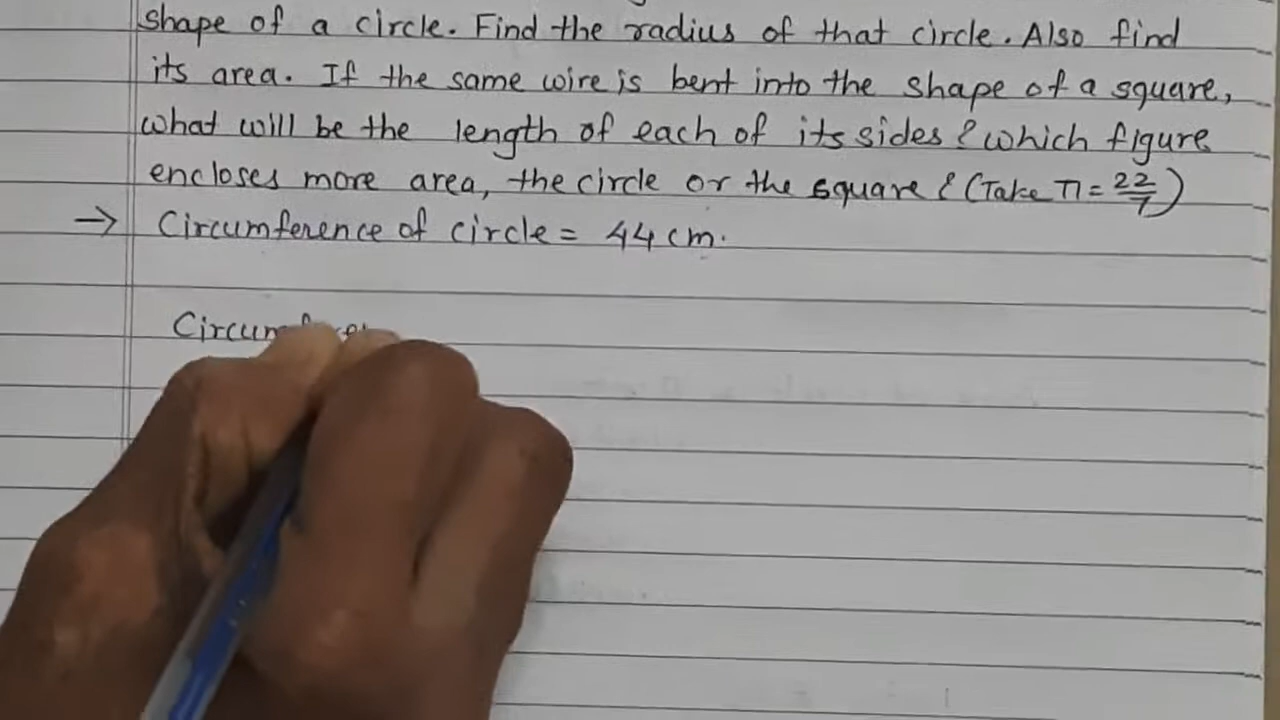 shape of a circle. Find the radius of that circle. Also find
its area. If the same wire is bent into the shape of a square,
what will be the length of each of its sides? which figure
encloses more area, the circle or the square? (Take π = 22/7)
→ Circumference of circle = 44 cm.